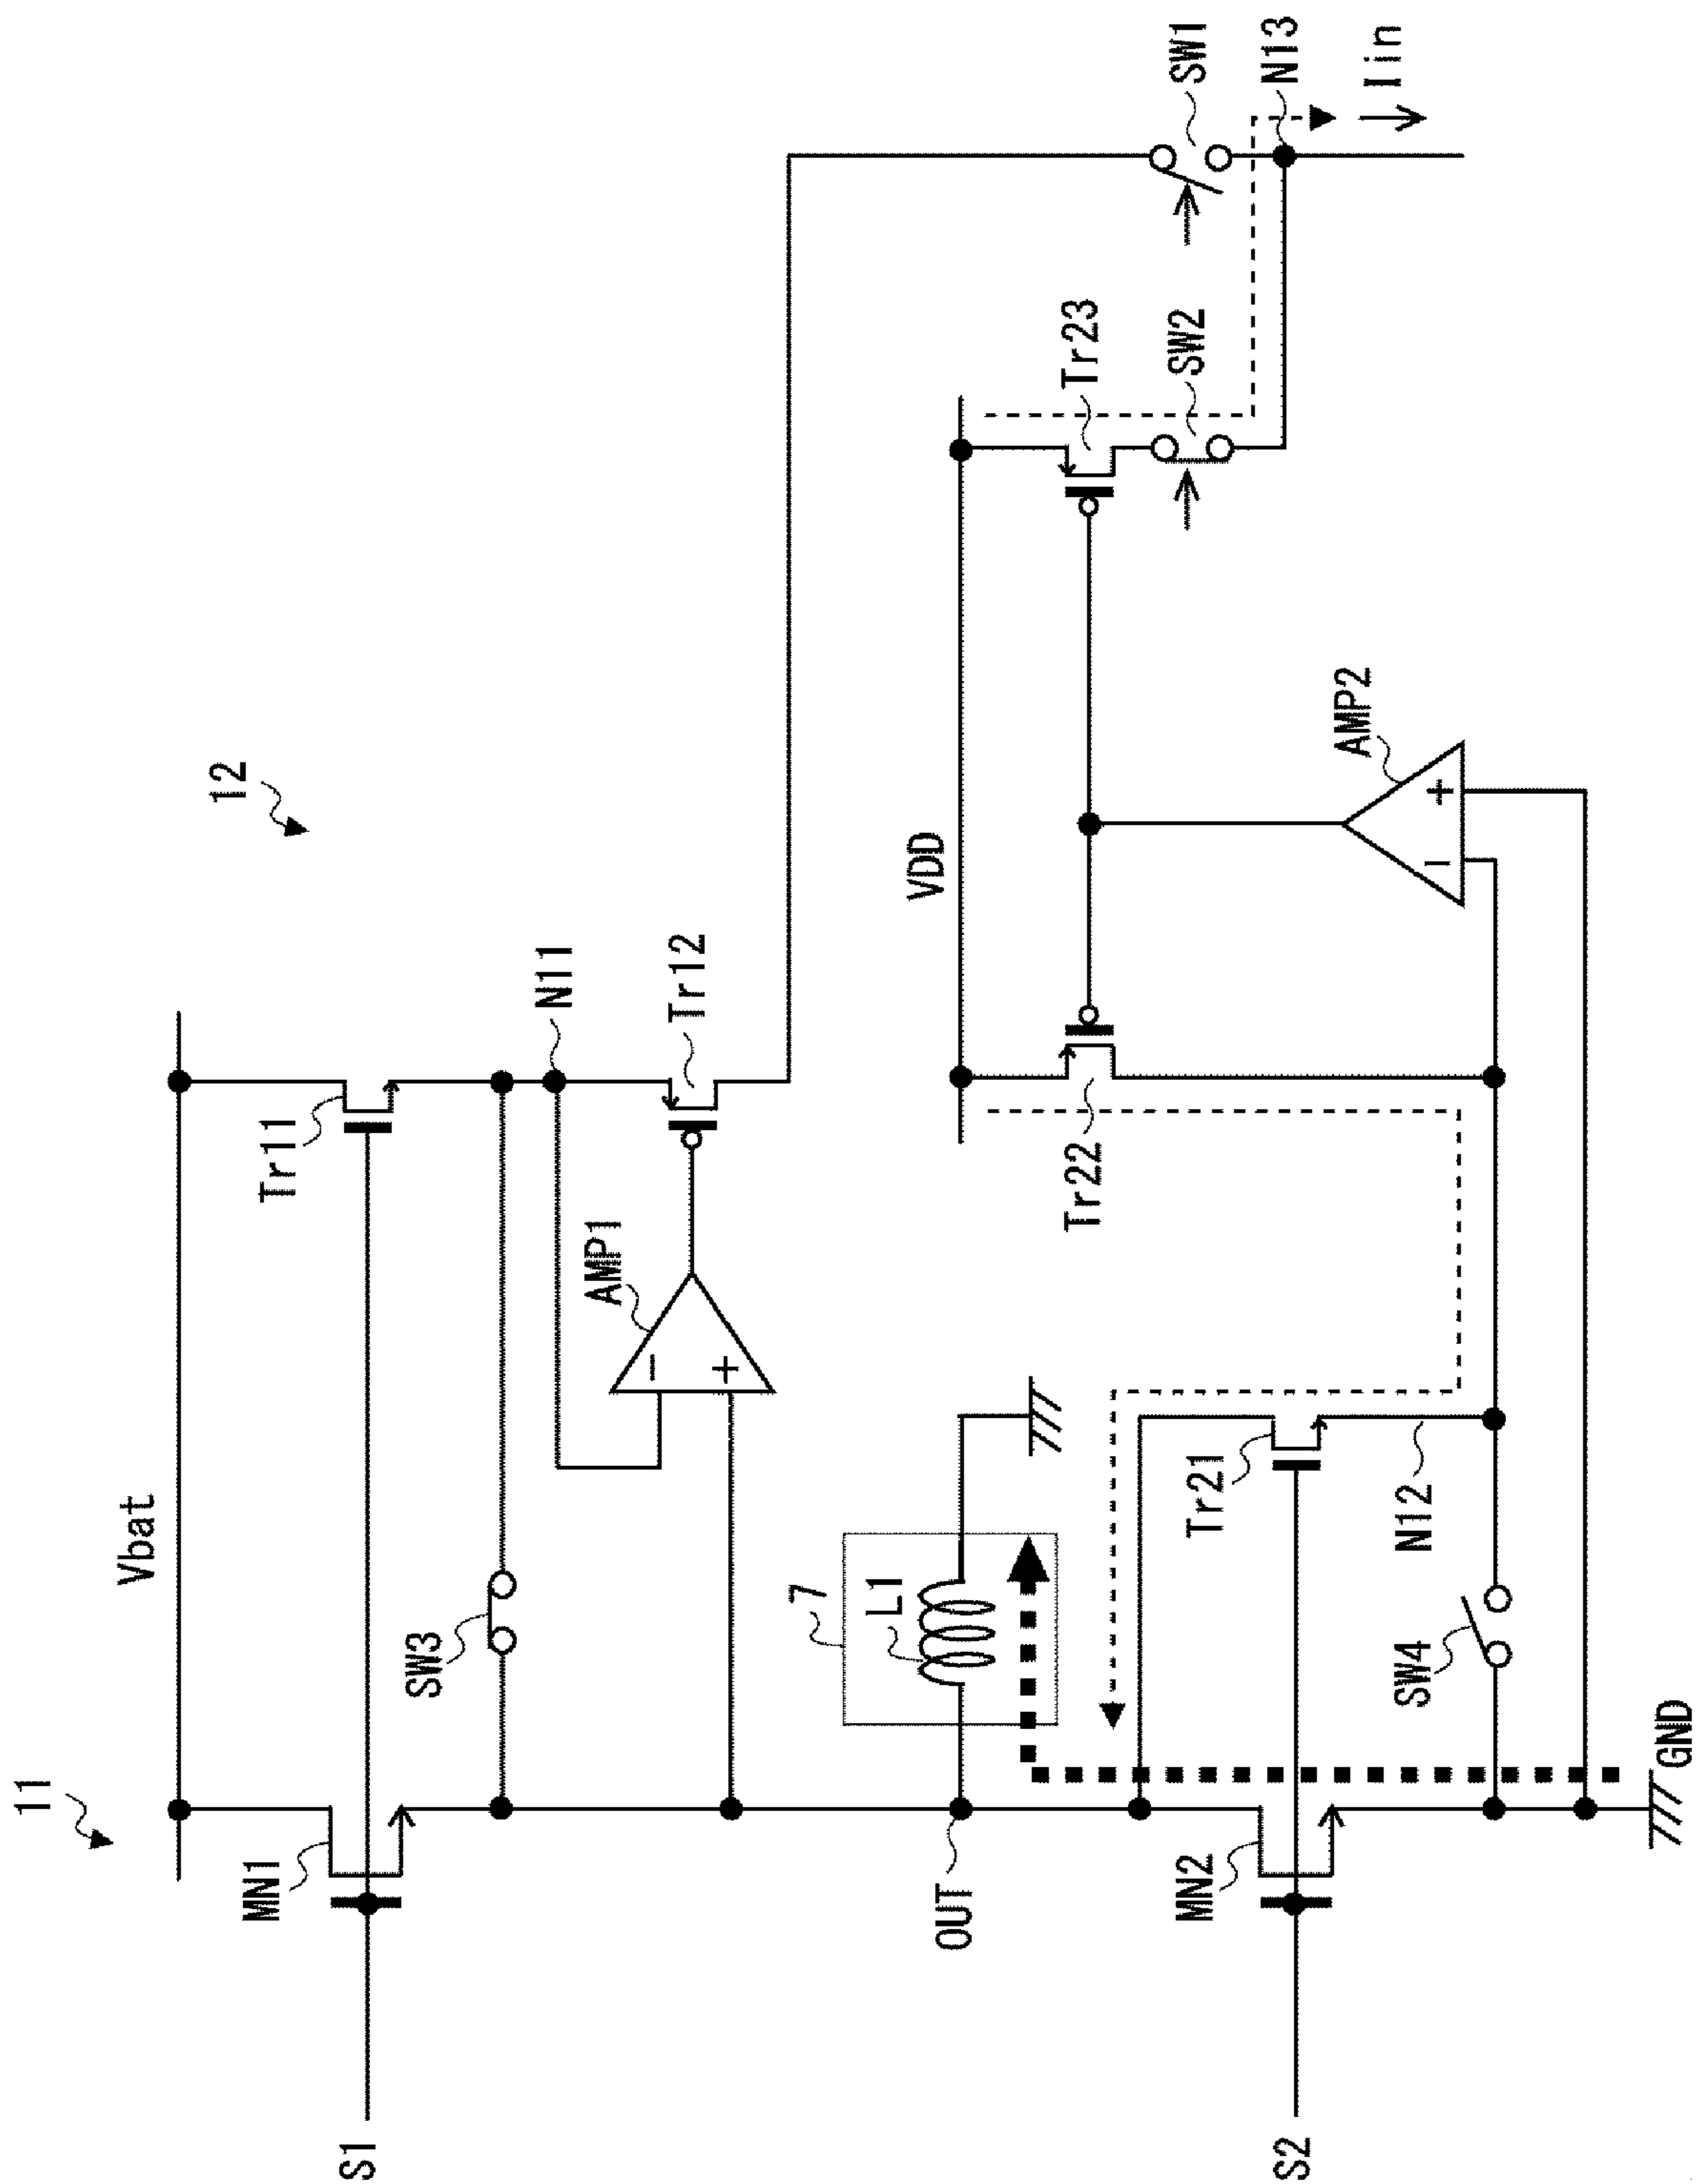 11
12
Vbat
MN1
Tr11
SW3
N11
AMP1
−
+
Tr12
S1
OUT
7
L1
VDD
Tr22
Tr23
SW2
SW1
N13
Iin
MN2
Tr21
N12
SW4
AMP2
−
+
S2
GND